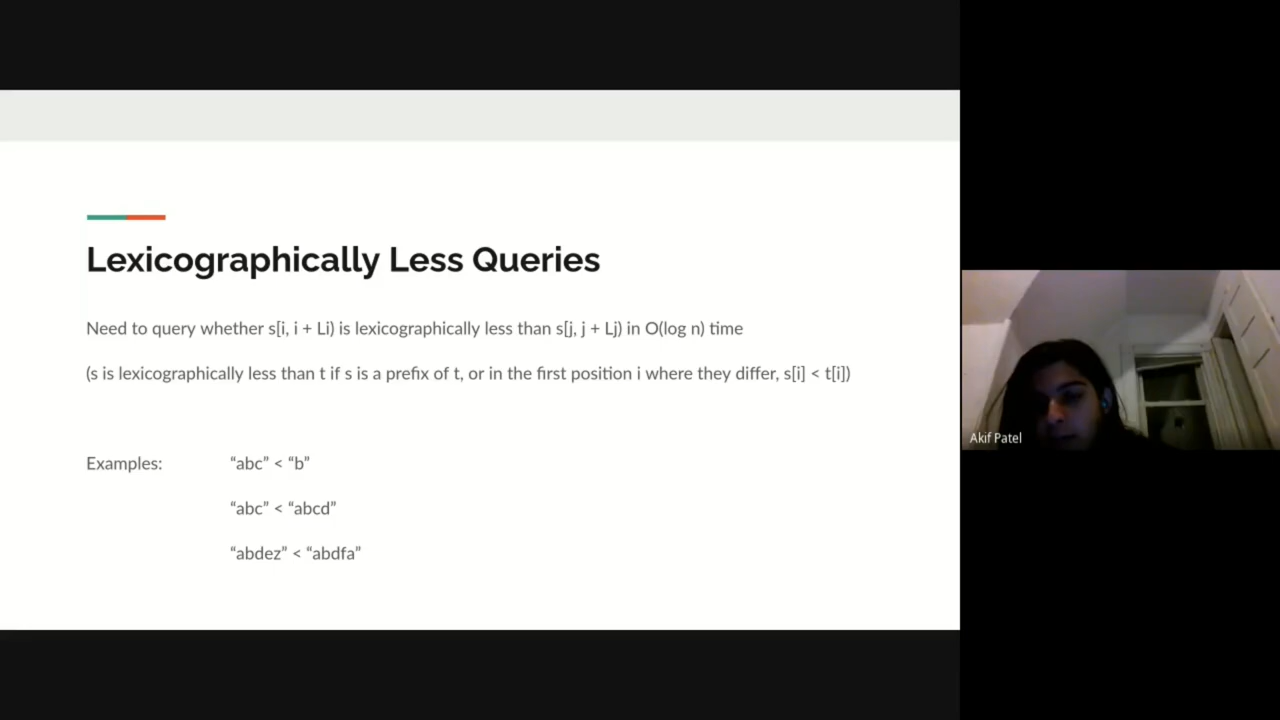 Lexicographically Less Queries
Need to query whether s[i, i + Li) is lexicographically less than s[j, j + Lj) in O(log n) time
(s is lexicographically less than t if s is a prefix of t, or in the first position i where they differ, s[i] < t[i])
Examples: “abc” < “b”
“abc” < “abcd”
“abdez” < “abdfa”
Akif Patel